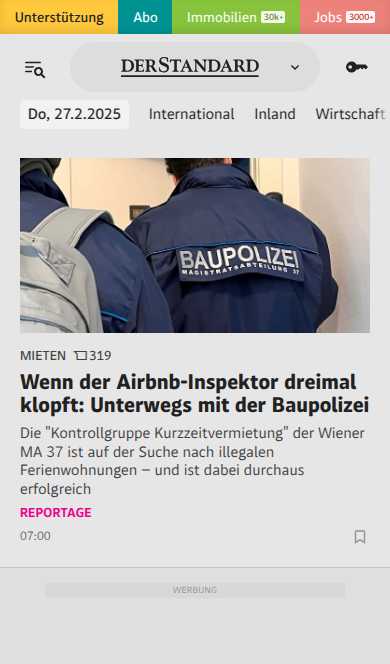 Unterstützung Abo Immobilien 30k+ Jobs 3000+
DERSTANDARD
Do, 27.2.2025 International Inland Wirtschaft
BAUPOLIZEI
MAGISTRATSABTEILUNG 37
MIETEN 319
Wenn der Airbnb-Inspektor dreimal
klopft: Unterwegs mit der Baupolizei
Die "Kontrollgruppe Kurzzeitvermietung" der Wiener
MA 37 ist auf der Suche nach illegalen
Ferienwohnungen – und ist dabei durchaus
erfolgreich
REPORTAGE
07:00
WERBUNG